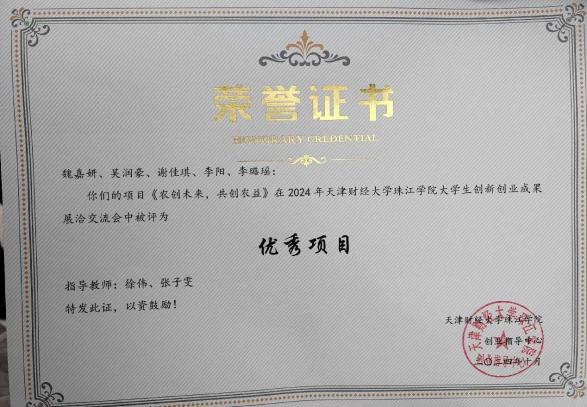 荣誉证书
HONORARY CREDENTIAL
魏嘉妍、吴润豪、谢佳琪、李阳、李璐瑶：
你们的项目《农创未来，共创农益》在2024年天津财经大学珠江学院大学生创新创业成果
展洽交流会中被评为
优秀项目
指导教师：徐伟、张子雯
特发此证，以资鼓励！
天津财经大学珠江学院
创业指导中心
二〇二四年十月